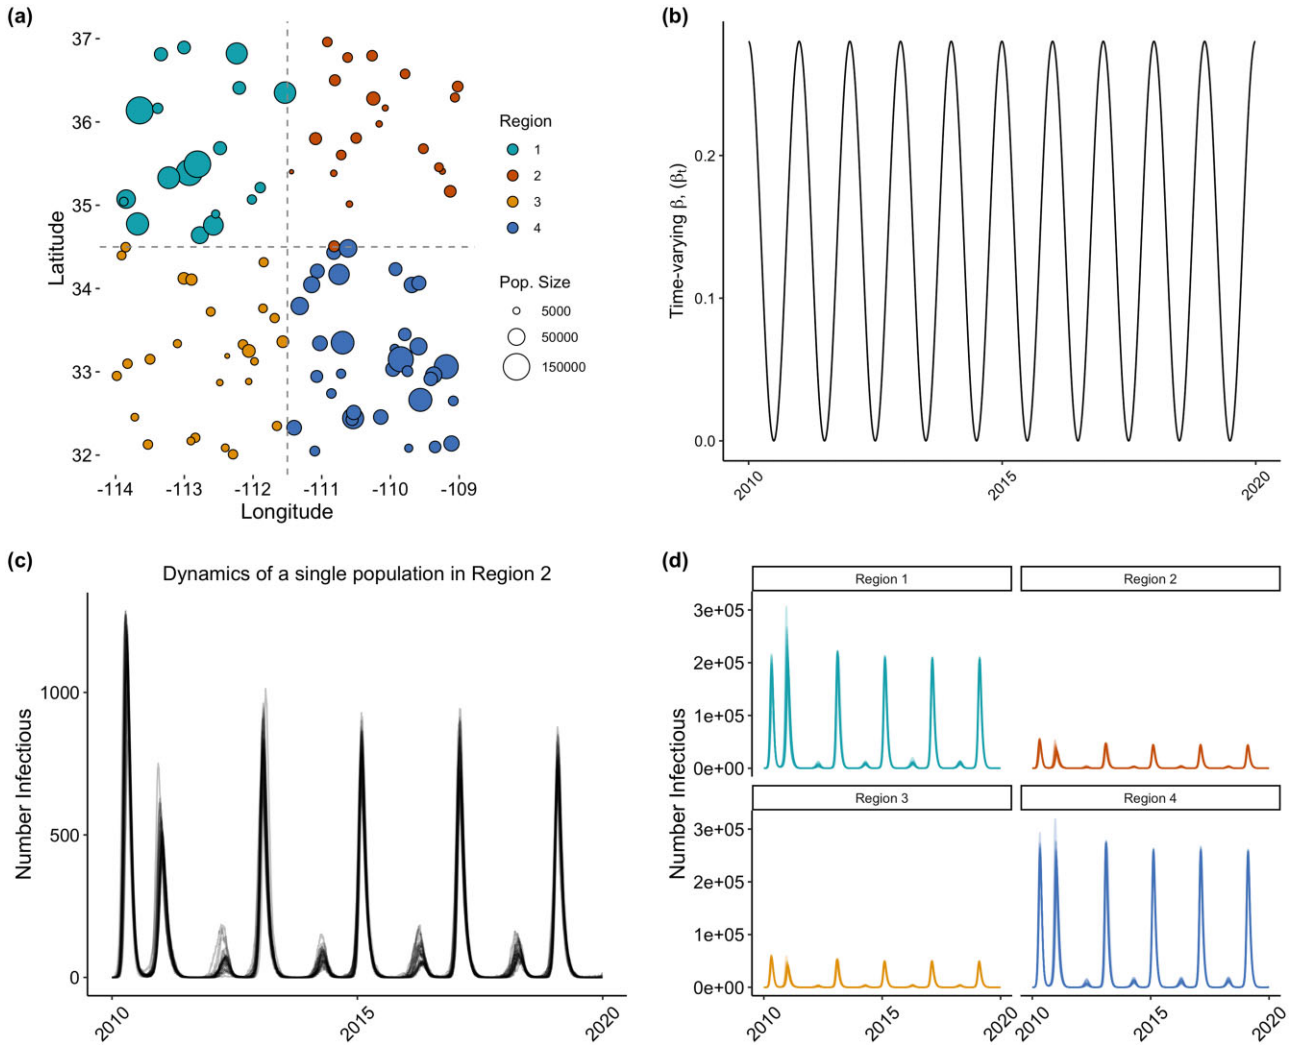 (a)
37
36
35
34
33
32
Latitude
-114
-113
-112
-111
-110
-109
Longitude
Region
1
2
3
4
Pop. Size
5000
50000
150000
(b)
Time-varying β, (βt)
0.2
0.1
0.0
2010
2015
2020
(c)
Dynamics of a single population in Region 2
Number Infectious
1000
500
0
2010
2015
2020
(d)
Number Infectious
Region 1
Region 2
3e+05
2e+05
1e+05
0e+00
Region 3
Region 4
3e+05
2e+05
1e+05
0e+00
2010
2015
2020
2010
2015
2020